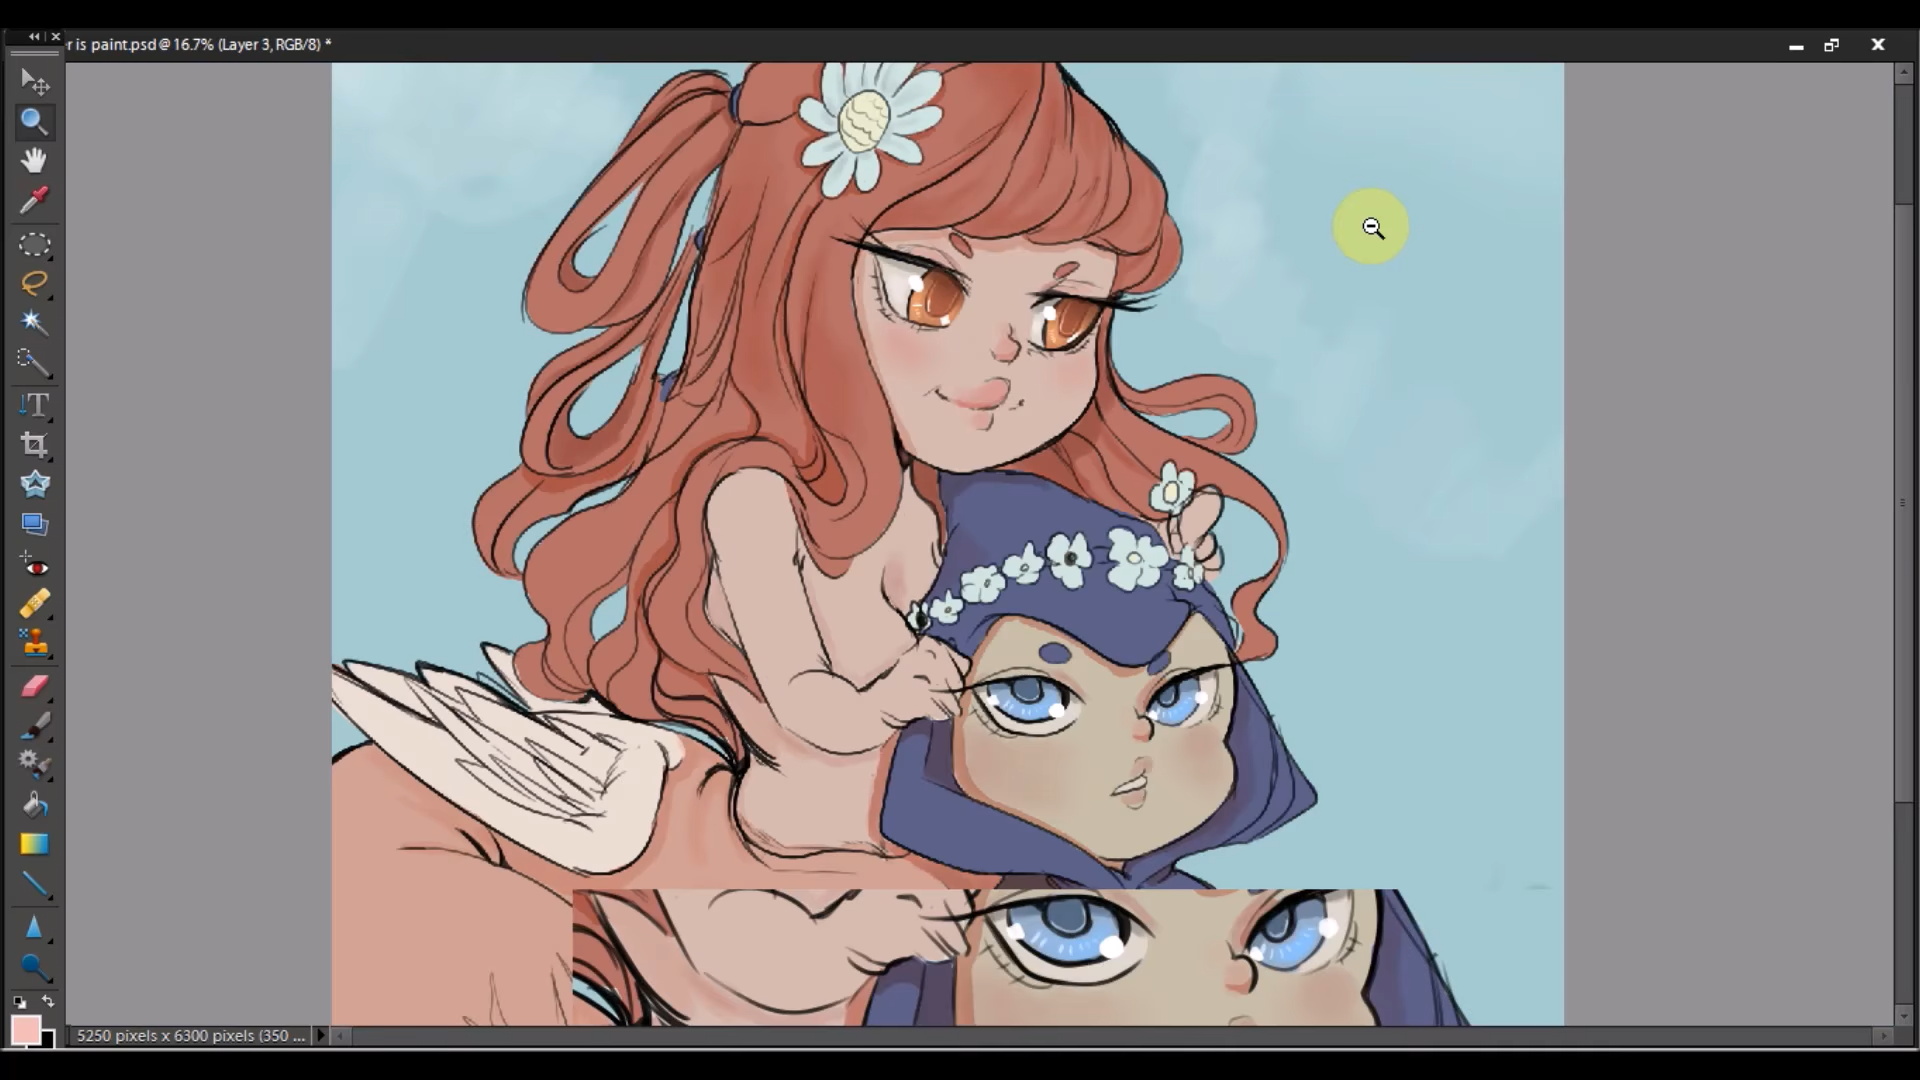 r is paint.psd @ 16.7% (Layer 3, RGB/8) *
T
5250 pixels x 6300 pixels (350 ...